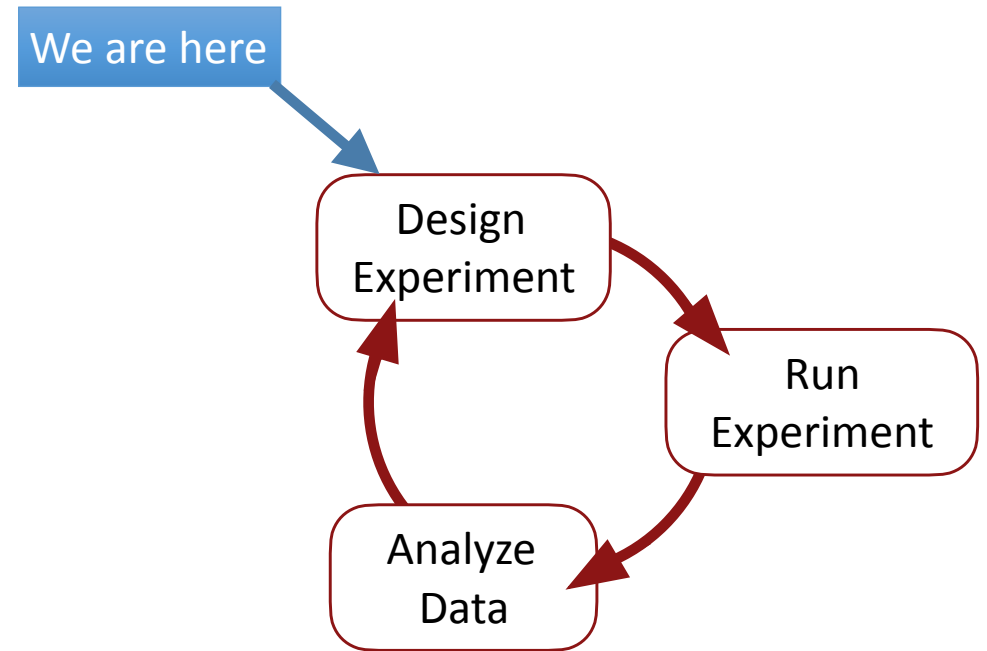 We are here
Design
Experiment
Run
Experiment
Analyze
Data